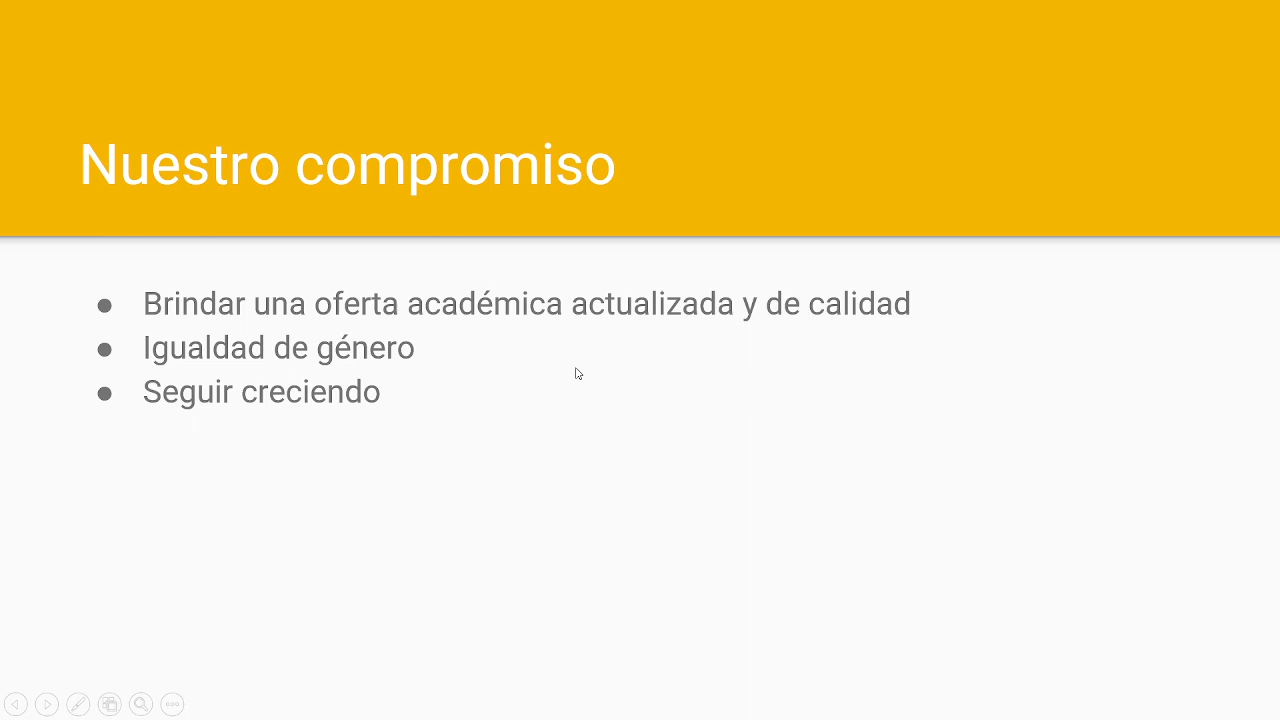 Nuestro compromiso
● Brindar una oferta académica actualizada y de calidad
● Igualdad de género
● Seguir creciendo